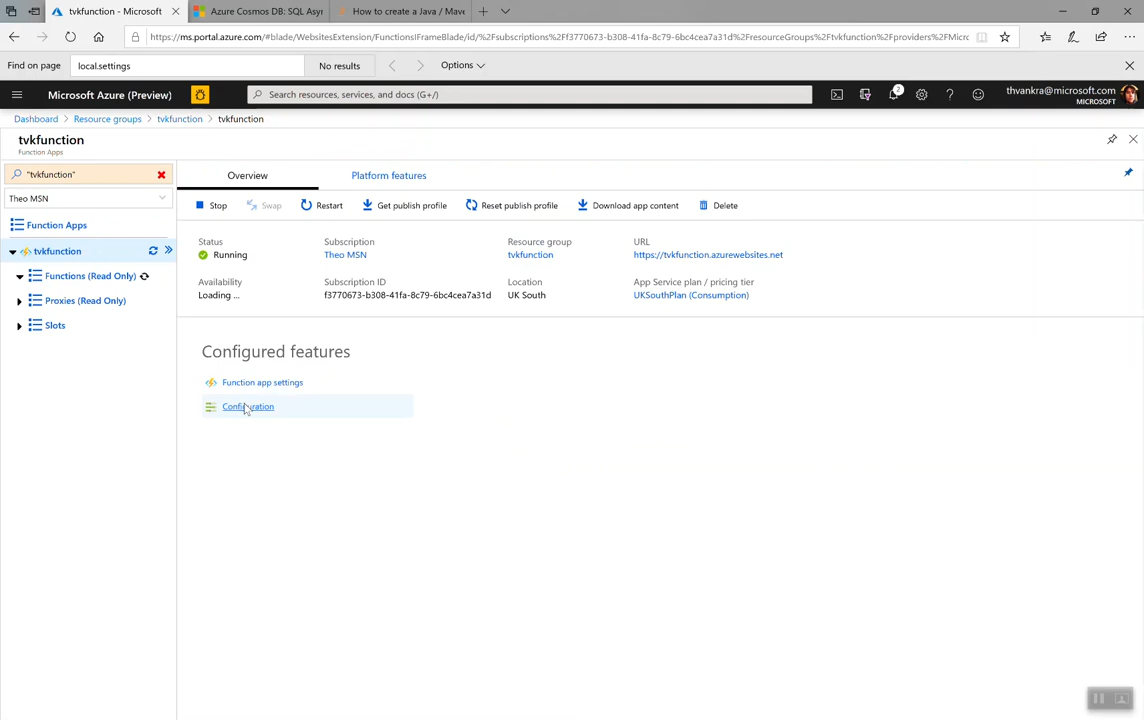 tvkfunction - Microsoft
Azure Cosmos DB: SQL Asyn
How to create a Java / Mave
https://ms.portal.azure.com/#blade/WebsitesExtension/FunctionsIFrameBlade/id/%2Fsubscriptions%2Ff3770673-b308-41fa-8c79-6bc4cea7a31d%2FresourceGroups%2Ftvkfunction%2Fproviders%2FMicrc
Find on page
local.settings
No results
Options
Microsoft Azure (Preview)
Search resources, services, and docs (G+/)
2
thvankra@microsoft.com
MICROSOFT
Dashboard > Resource groups > tvkfunction > tvkfunction
tvkfunction
Function Apps
"tvkfunction"
Theo MSN
Function Apps
tvkfunction
Functions (Read Only)
Proxies (Read Only)
Slots
Overview
Platform features
Stop
Swap
Restart
Get publish profile
Reset publish profile
Download app content
Delete
Status
Running
Subscription
Theo MSN
Resource group
tvkfunction
URL
https://tvkfunction.azurewebsites.net
Availability
Loading ...
Subscription ID
f3770673-b308-41fa-8c79-6bc4cea7a31d
Location
UK South
App Service plan / pricing tier
UKSouthPlan (Consumption)
Configured features
Function app settings
Configuration